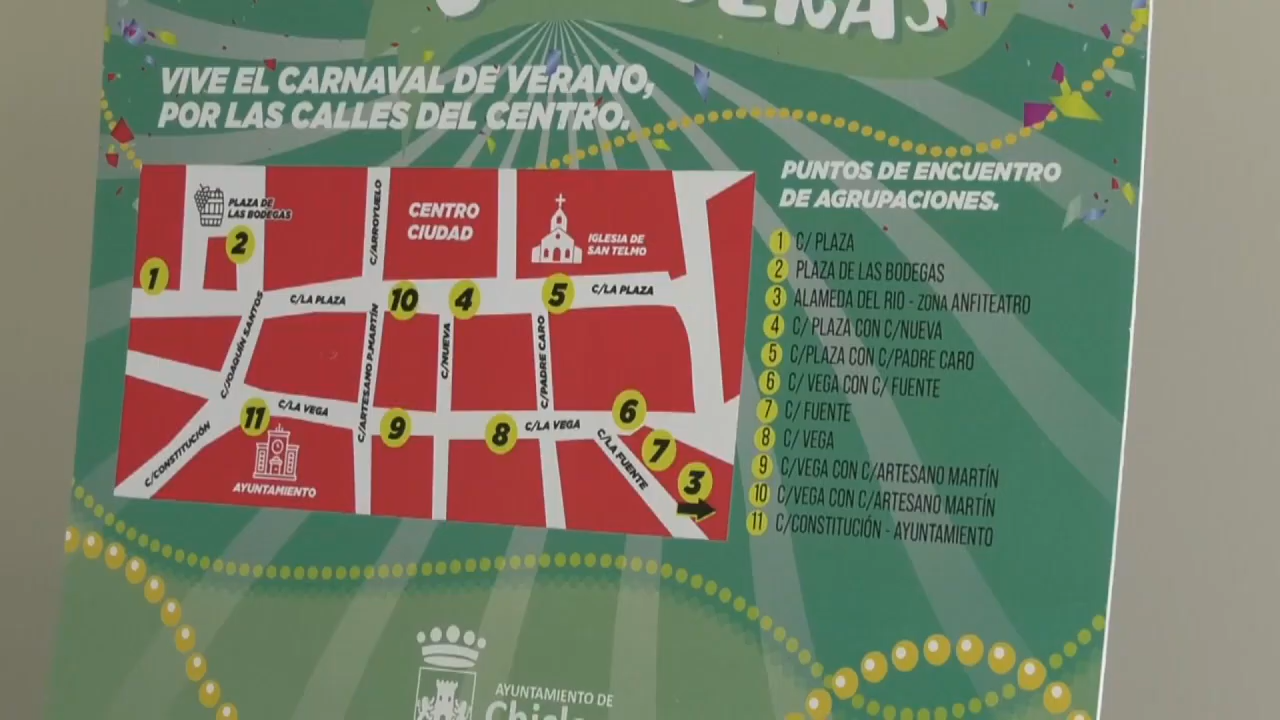 VIVE EL CARNAVAL DE VERANO,
POR LAS CALLES DEL CENTRO.
PUNTOS DE ENCUENTRO
DE AGRUPACIONES.
1 C/ PLAZA
2 PLAZA DE LAS BODEGAS
3 ALAMEDA DEL RIO - ZONA ANFITEATRO
4 C/ PLAZA CON C/NUEVA
5 C/PLAZA CON C/PADRE CARO
6 C/ VEGA CON C/ FUENTE
7 C/ FUENTE
8 C/ VEGA
9 C/VEGA CON C/ARTESANO MARTÍN
10 C/VEGA CON C/ARTESANO MARTÍN
11 C/CONSTITUCIÓN - AYUNTAMIENTO
PLAZA DE
LAS BODEGAS
2
1
C/ARROYUELO
CENTRO
CIUDAD
IGLESIA DE
SAN TELMO
C/LA PLAZA
10
4
5
C/LA PLAZA
C/JOAQUÍN SANTOS
C/ARTESANO P.MARTÍN
C/NUEVA
C/PADRE CARO
11
C/LA VEGA
9
8
C/LA VEGA
6
7
3
C/LA FUENTE
C/CONSTITUCIÓN
AYUNTAMIENTO
AYUNTAMIENTO DE